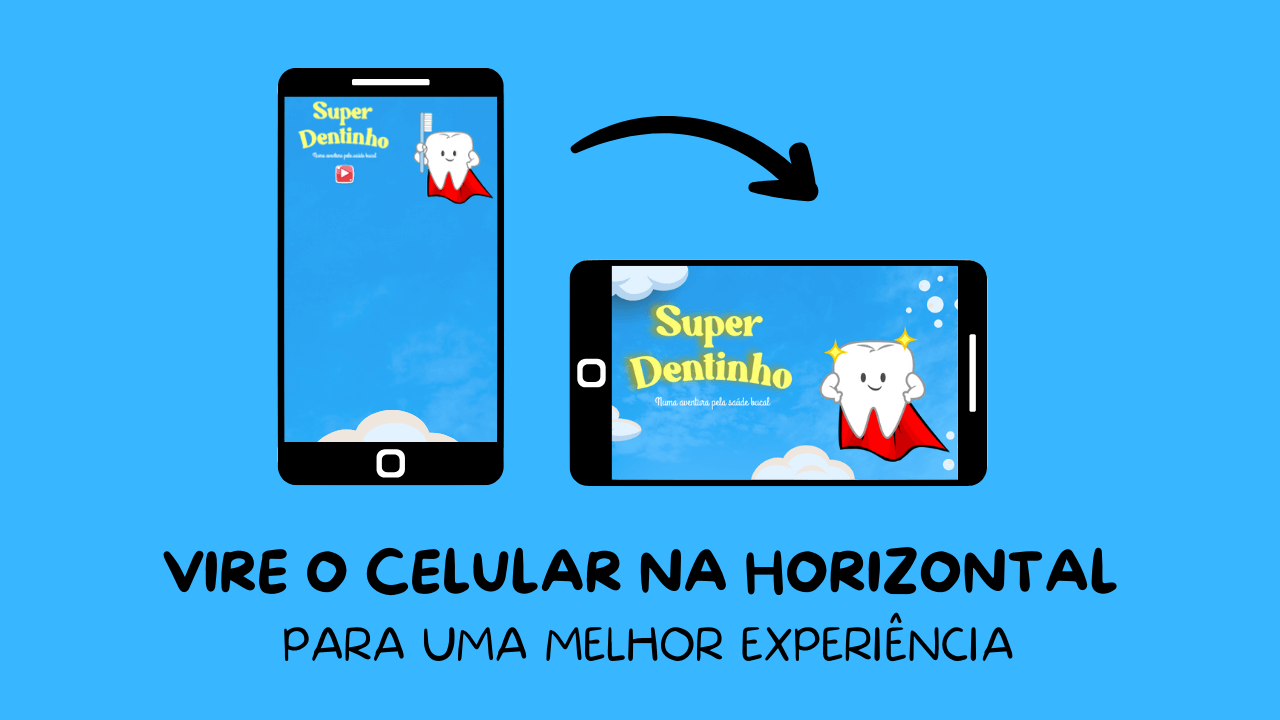 Super
Dentinho
Numa aventura pela saúde bucal
Super
Dentinho
Numa aventura pela saúde bucal
VIRE O CELULAR NA HORIZONTAL
PARA UMA MELHOR EXPERIÊNCIA